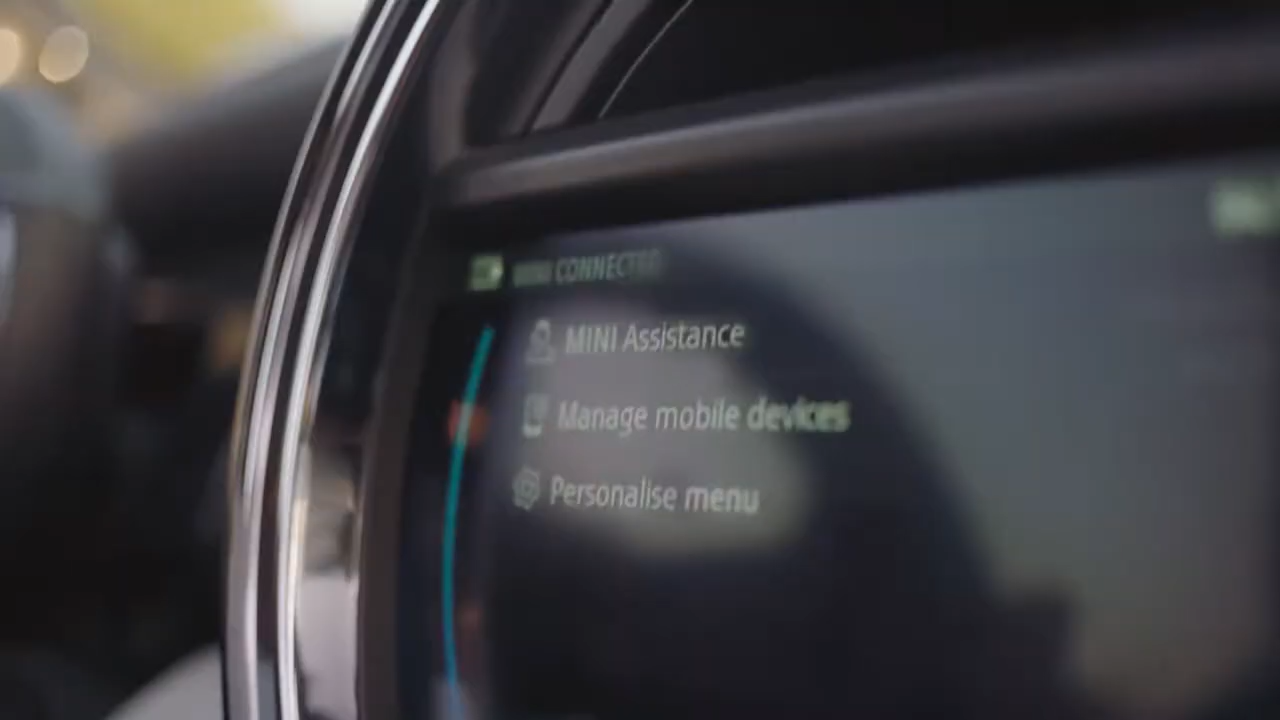 MINI CONNECTED
MINI Assistance
Manage mobile devices
Personalise menu